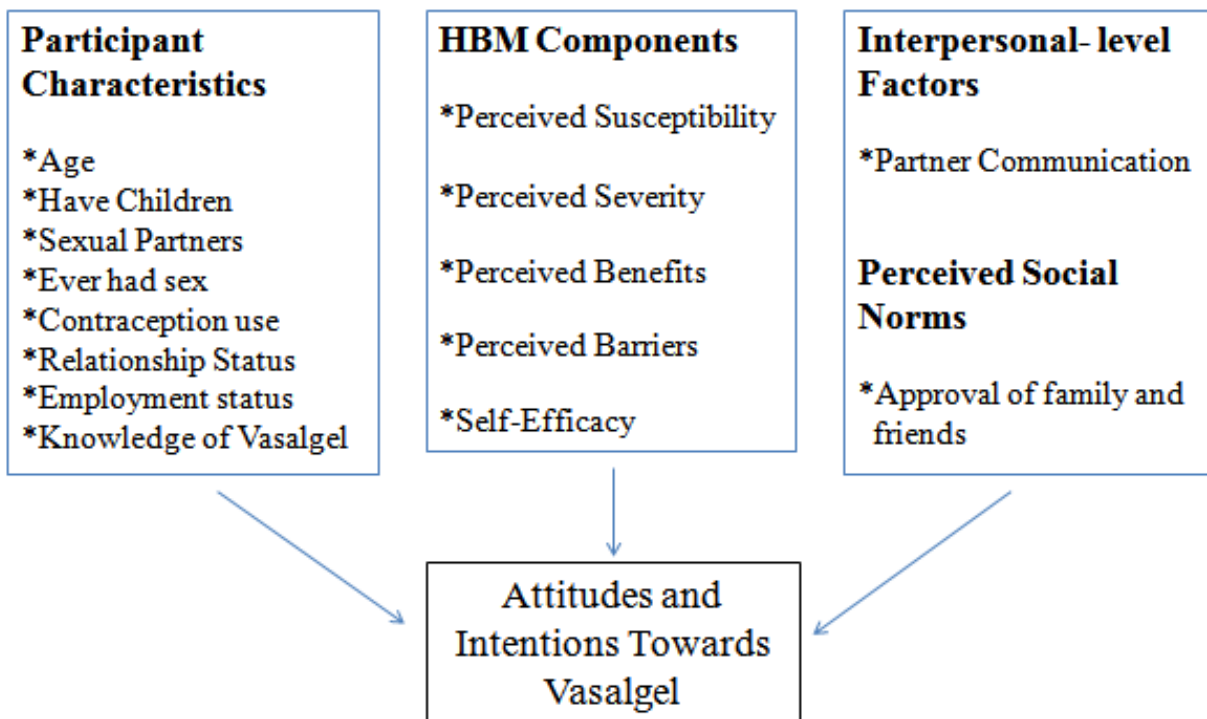 Participant
Characteristics
*Age
*Have Children
*Sexual Partners
*Ever had sex
*Contraception use
*Relationship Status
*Employment status
*Knowledge of Vasalgel
HBM Components
*Perceived Susceptibility
*Perceived Severity
*Perceived Benefits
*Perceived Barriers
*Self-Efficacy
Interpersonal- level
Factors
*Partner Communication
Perceived Social
Norms
*Approval of family and
friends
Attitudes and
Intentions Towards
Vasalgel